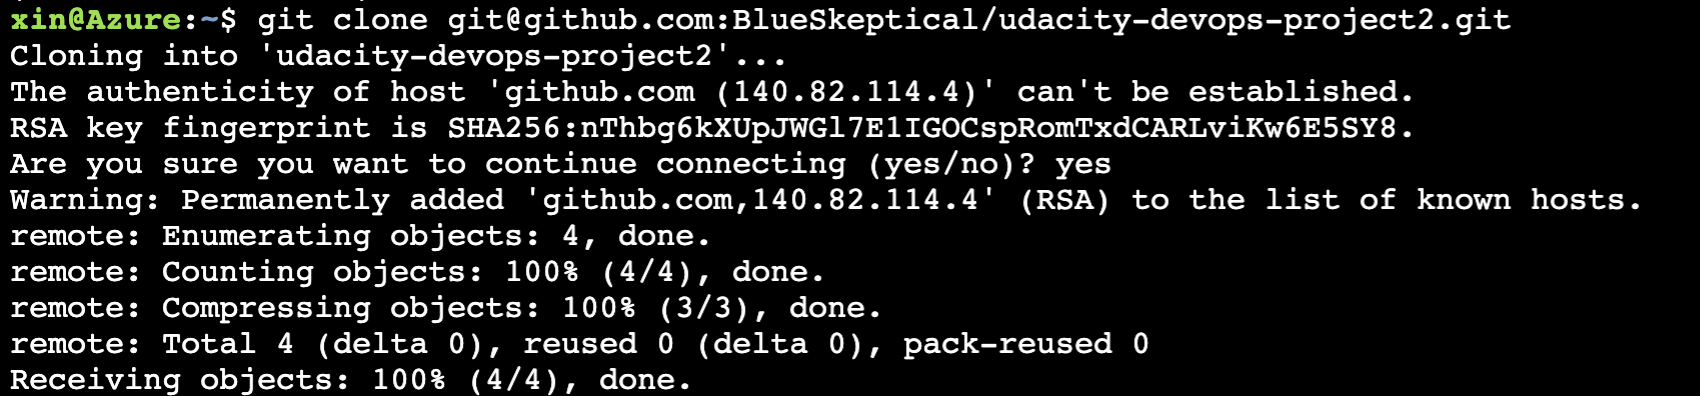 xin@Azure:~$ git clone git@github.com:BlueSkeptical/udacity-devops-project2.git
Cloning into 'udacity-devops-project2'...
The authenticity of host 'github.com (140.82.114.4)' can't be established.
RSA key fingerprint is SHA256:nThbg6kXUpJWGl7E1IGOCspRomTxdCARLviKw6E5SY8.
Are you sure you want to continue connecting (yes/no)? yes
Warning: Permanently added 'github.com,140.82.114.4' (RSA) to the list of known hosts.
remote: Enumerating objects: 4, done.
remote: Counting objects: 100% (4/4), done.
remote: Compressing objects: 100% (3/3), done.
remote: Total 4 (delta 0), reused 0 (delta 0), pack-reused 0
Receiving objects: 100% (4/4), done.